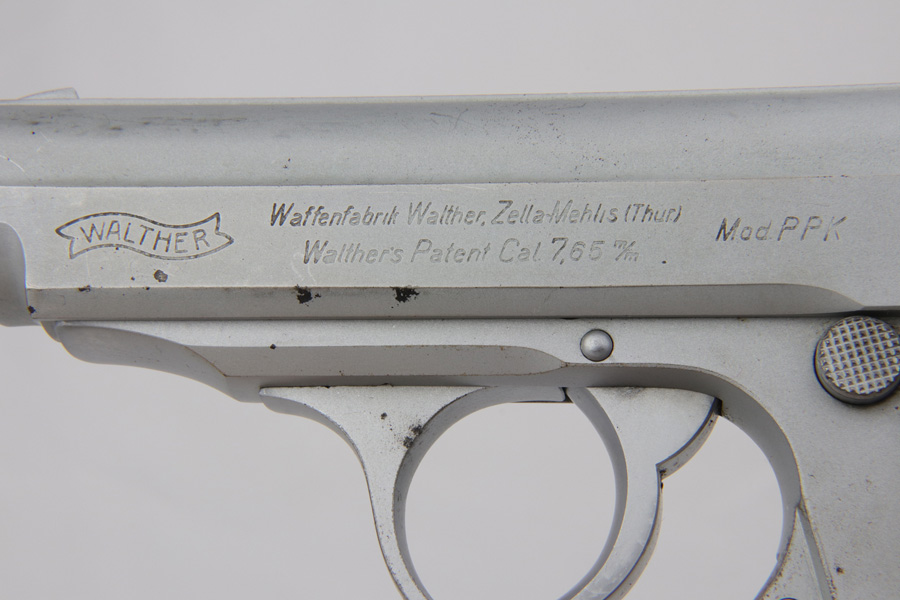 WALTHER
Waffenfabrik Walther, Zella-Mehlis (Thur)
Walther's Patent Cal. 7,65 m/m
Mod. PPK